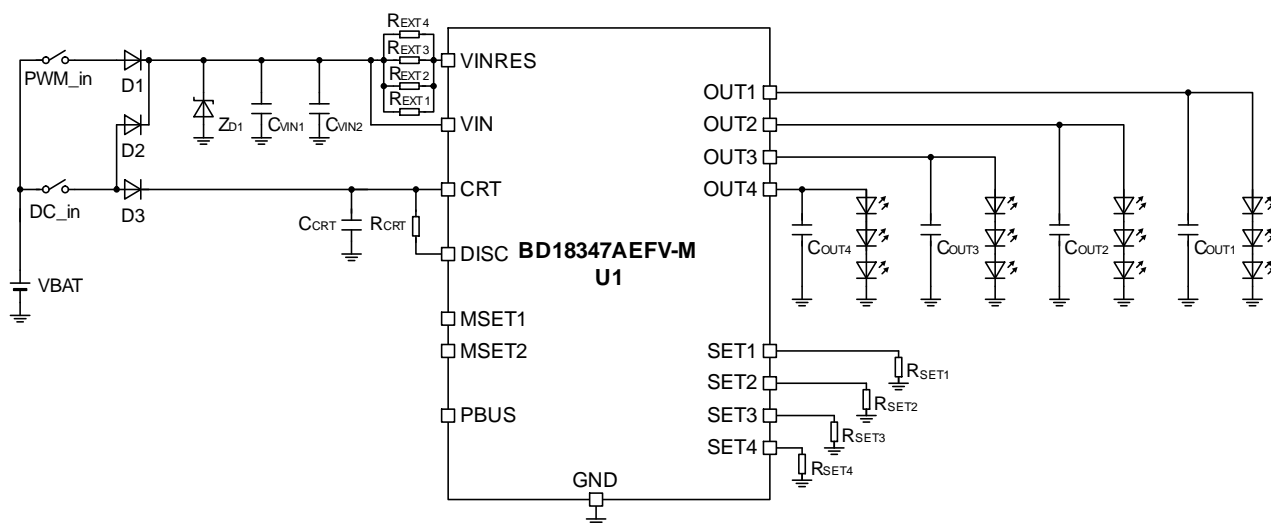 REXT4
REXT3
REXT2
REXT1
PWM_in
D1
D2
DC_in
D3
ZD1
CVIN1
CVIN2
CCRT
RCRT
VBAT
VINRES
VIN
CRT
DISC
MSET1
MSET2
PBUS
BD18347AEFV-M
U1
GND
OUT1
OUT2
OUT3
OUT4
SET1
SET2
SET3
SET4
COUT4
COUT3
COUT2
COUT1
RSET1
RSET2
RSET3
RSET4